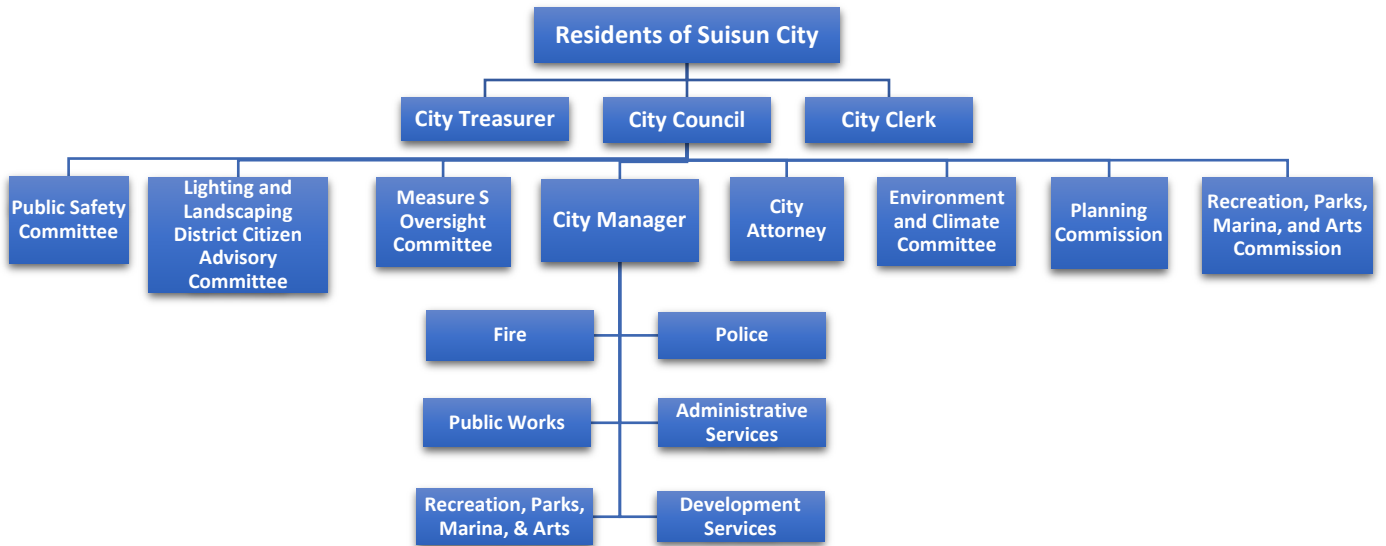 Residents of Suisun City
City Treasurer
City Council
City Clerk
Public Safety
Committee
Lighting and
Landscaping
District Citizen
Advisory
Committee
Measure S
Oversight
Committee
City Manager
City
Attorney
Environment
and Climate
Committee
Planning
Commission
Recreation, Parks,
Marina, and Arts
Commission
Fire
Police
Public Works
Administrative
Services
Recreation, Parks,
Marina, & Arts
Development
Services